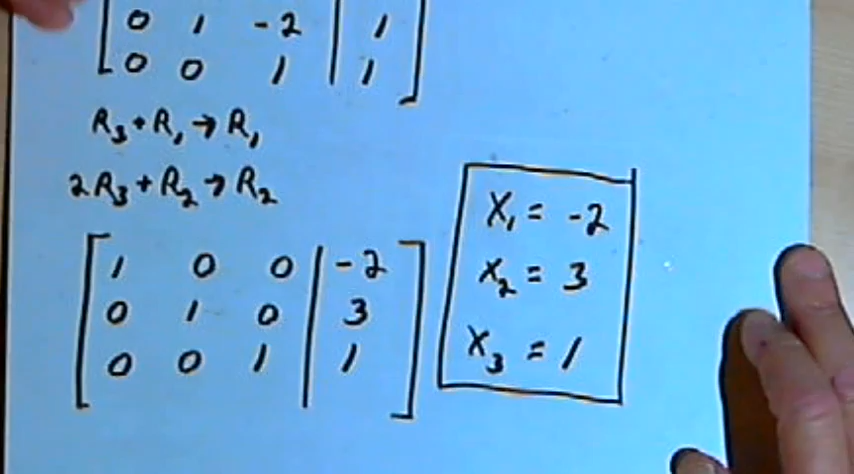 0 1 -2 | 1
0 0 1 | 1
R₃+R₁→R₁
2R₃+R₂→R₂
1 0 0 | -2
0 1 0 | 3
0 0 1 | 1
X₁ = -2
X₂ = 3
X₃ = 1